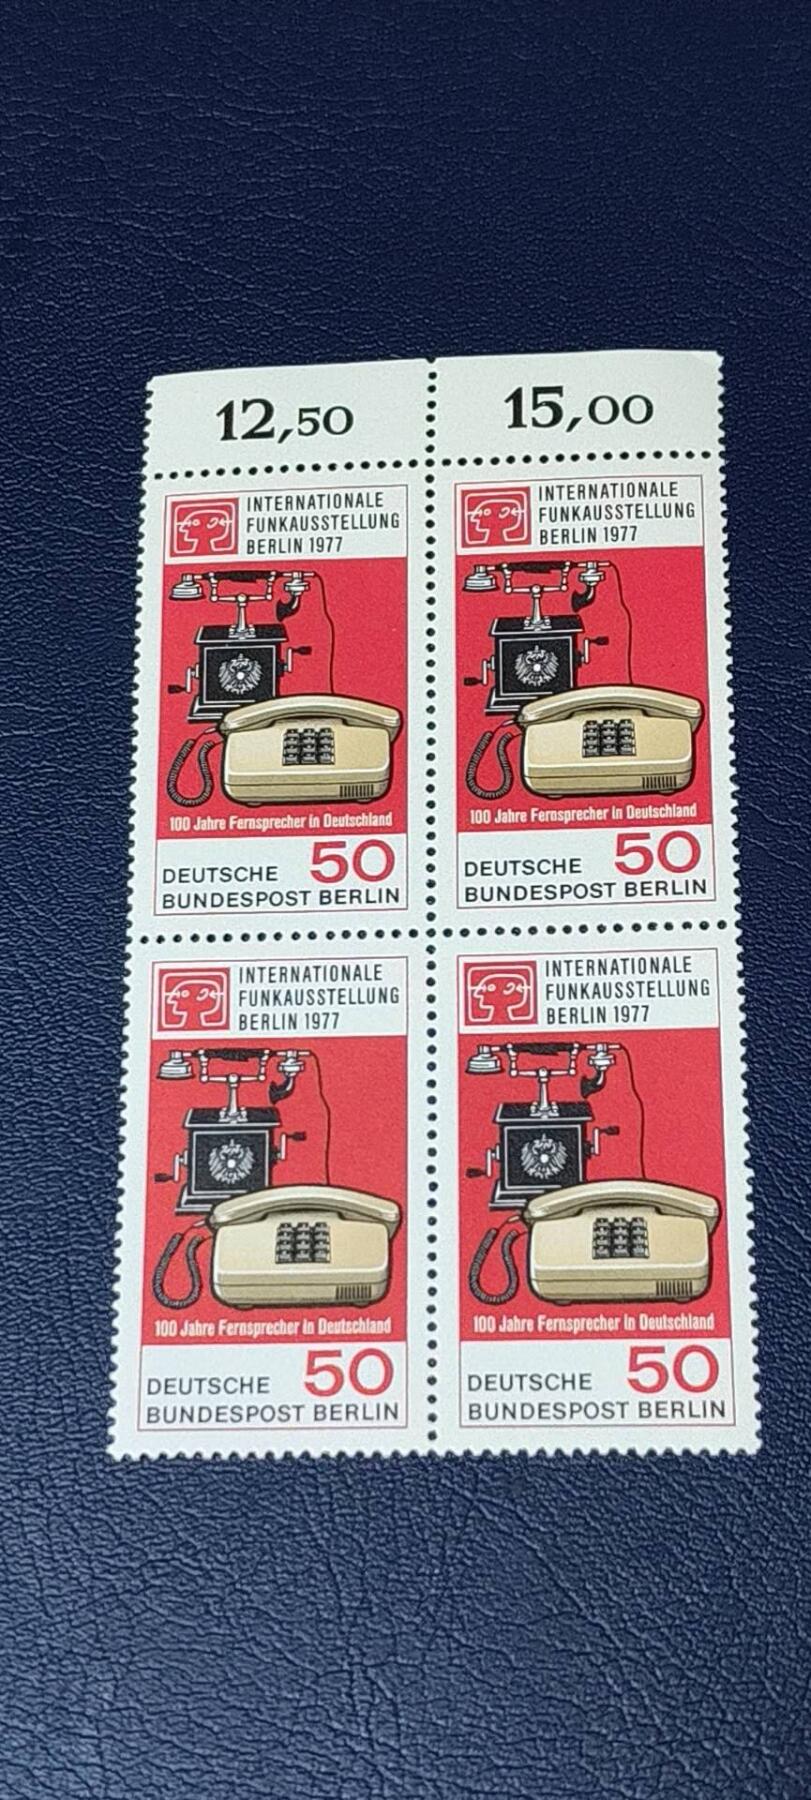 12,50
15,00
INTERNATIONALE
FUNKAUSSTELLUNG
BERLIN 1977
100 Jahre Fernsprecher in Deutschland
50
DEUTSCHE
BUNDESPOST BERLIN
INTERNATIONALE
FUNKAUSSTELLUNG
BERLIN 1977
100 Jahre Fernsprecher in Deutschland
50
DEUTSCHE
BUNDESPOST BERLIN
INTERNATIONALE
FUNKAUSSTELLUNG
BERLIN 1977
100 Jahre Fernsprecher in Deutschland
50
DEUTSCHE
BUNDESPOST BERLIN
INTERNATIONALE
FUNKAUSSTELLUNG
BERLIN 1977
100 Jahre Fernsprecher in Deutschland
50
DEUTSCHE
BUNDESPOST BERLIN